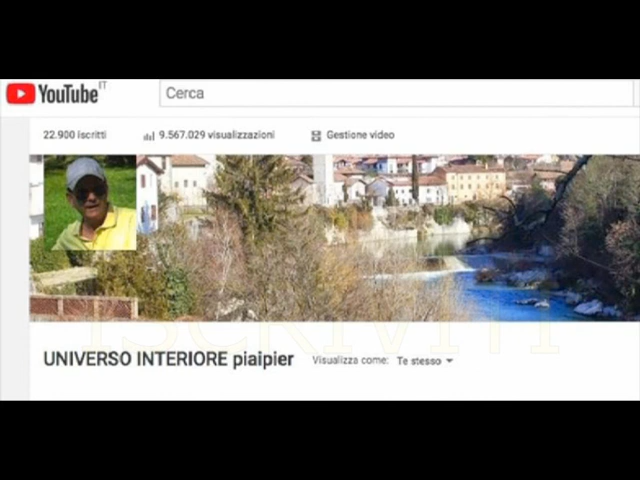 YouTube IT
Cerca
22.900 iscritti 9.567.029 visualizzazioni Gestione video
ISCRIVITI
UNIVERSO INTERIORE piaipier Visualizza come: Te stesso